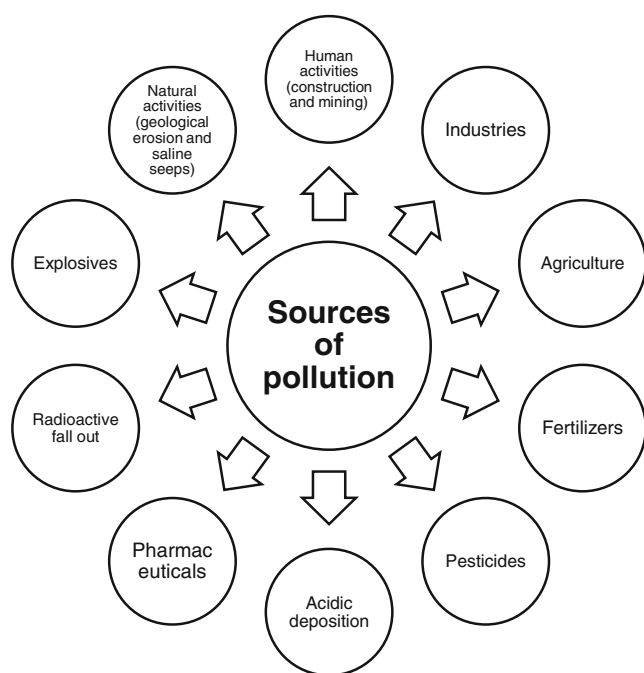 Human
activities
(construction
and mining)
Industries
Agriculture
Fertilizers
Pesticides
Acidic
deposition
Pharmac
euticals
Radioactive
fall out
Explosives
Natural
activities
(geological
erosion and
saline
seeps)
Sources
of
pollution